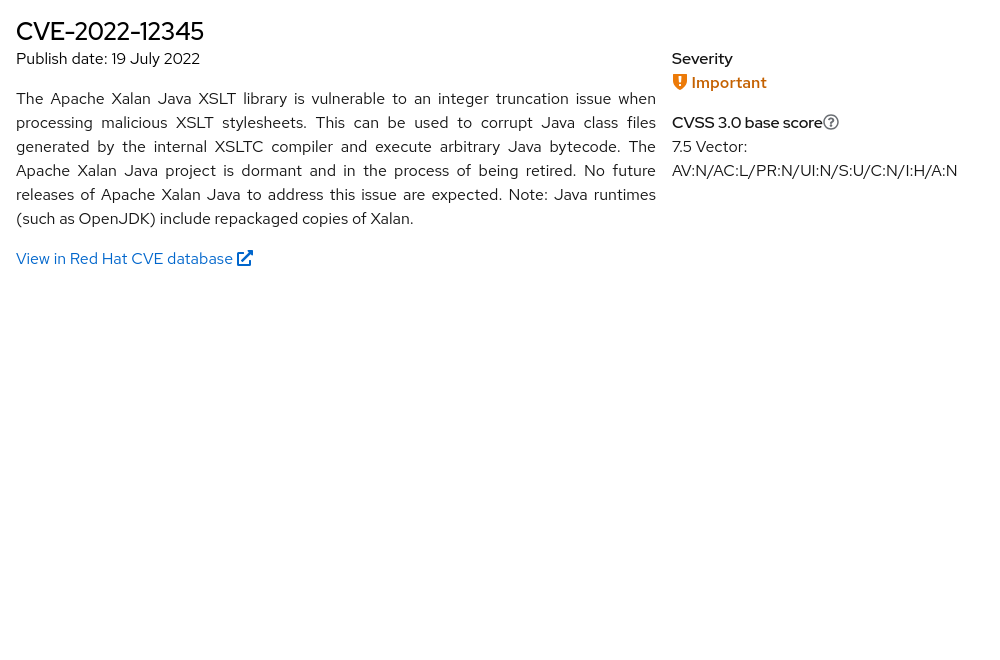 CVE-2022-12345
Publish date: 19 July 2022
The Apache Xalan Java XSLT library is vulnerable to an integer truncation issue when
processing malicious XSLT stylesheets. This can be used to corrupt Java class files
generated by the internal XSLTC compiler and execute arbitrary Java bytecode. The
Apache Xalan Java project is dormant and in the process of being retired. No future
releases of Apache Xalan Java to address this issue are expected. Note: Java runtimes
(such as OpenJDK) include repackaged copies of Xalan.
View in Red Hat CVE database
Severity
Important
CVSS 3.0 base score
7.5 Vector:
AV:N/AC:L/PR:N/UI:N/S:U/C:N/I:H/A:N